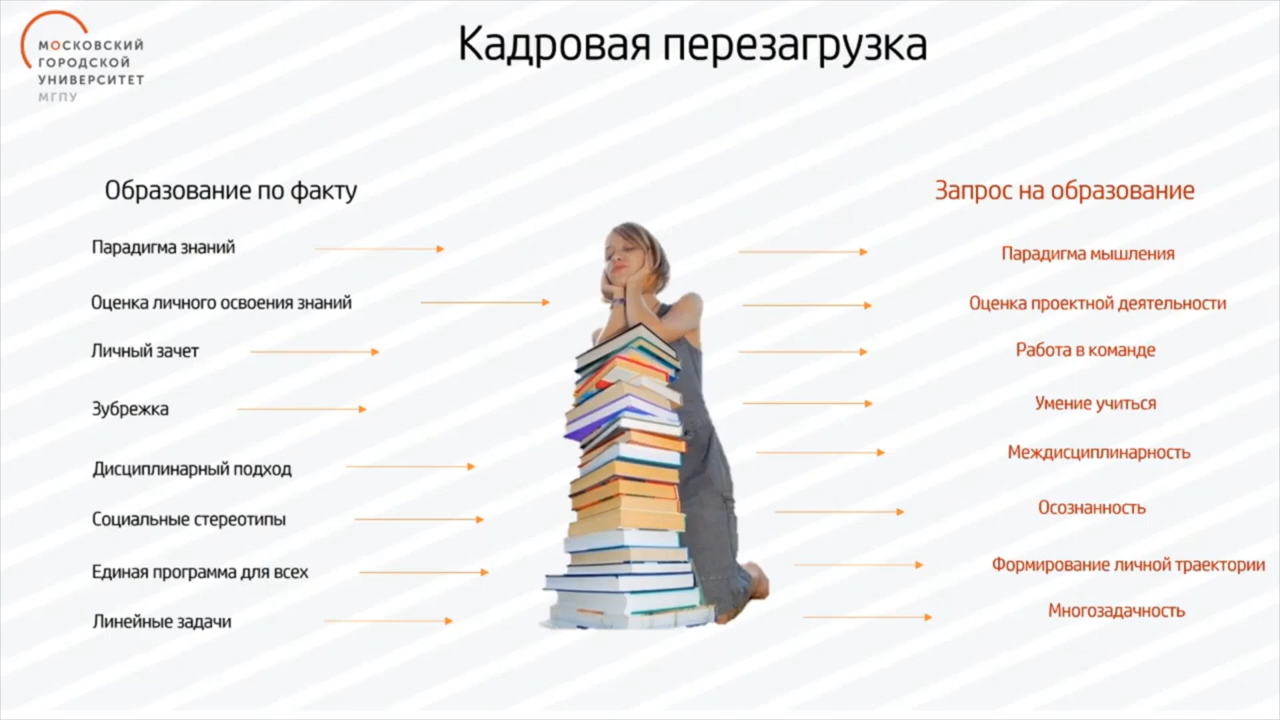 МОСКОВСКИЙ
ГОРОДСКОЙ
УНИВЕРСИТЕТ
МГПУ
Кадровая перезагрузка
Образование по факту
Парадигма знаний
Оценка личного освоения знаний
Личный зачет
Зубрежка
Дисциплинарный подход
Социальные стереотипы
Единая программа для всех
Линейные задачи
Запрос на образование
Парадигма мышления
Оценка проектной деятельности
Работа в команде
Умение учиться
Междисциплинарность
Осознанность
Формирование личной траектории
Многозадачность